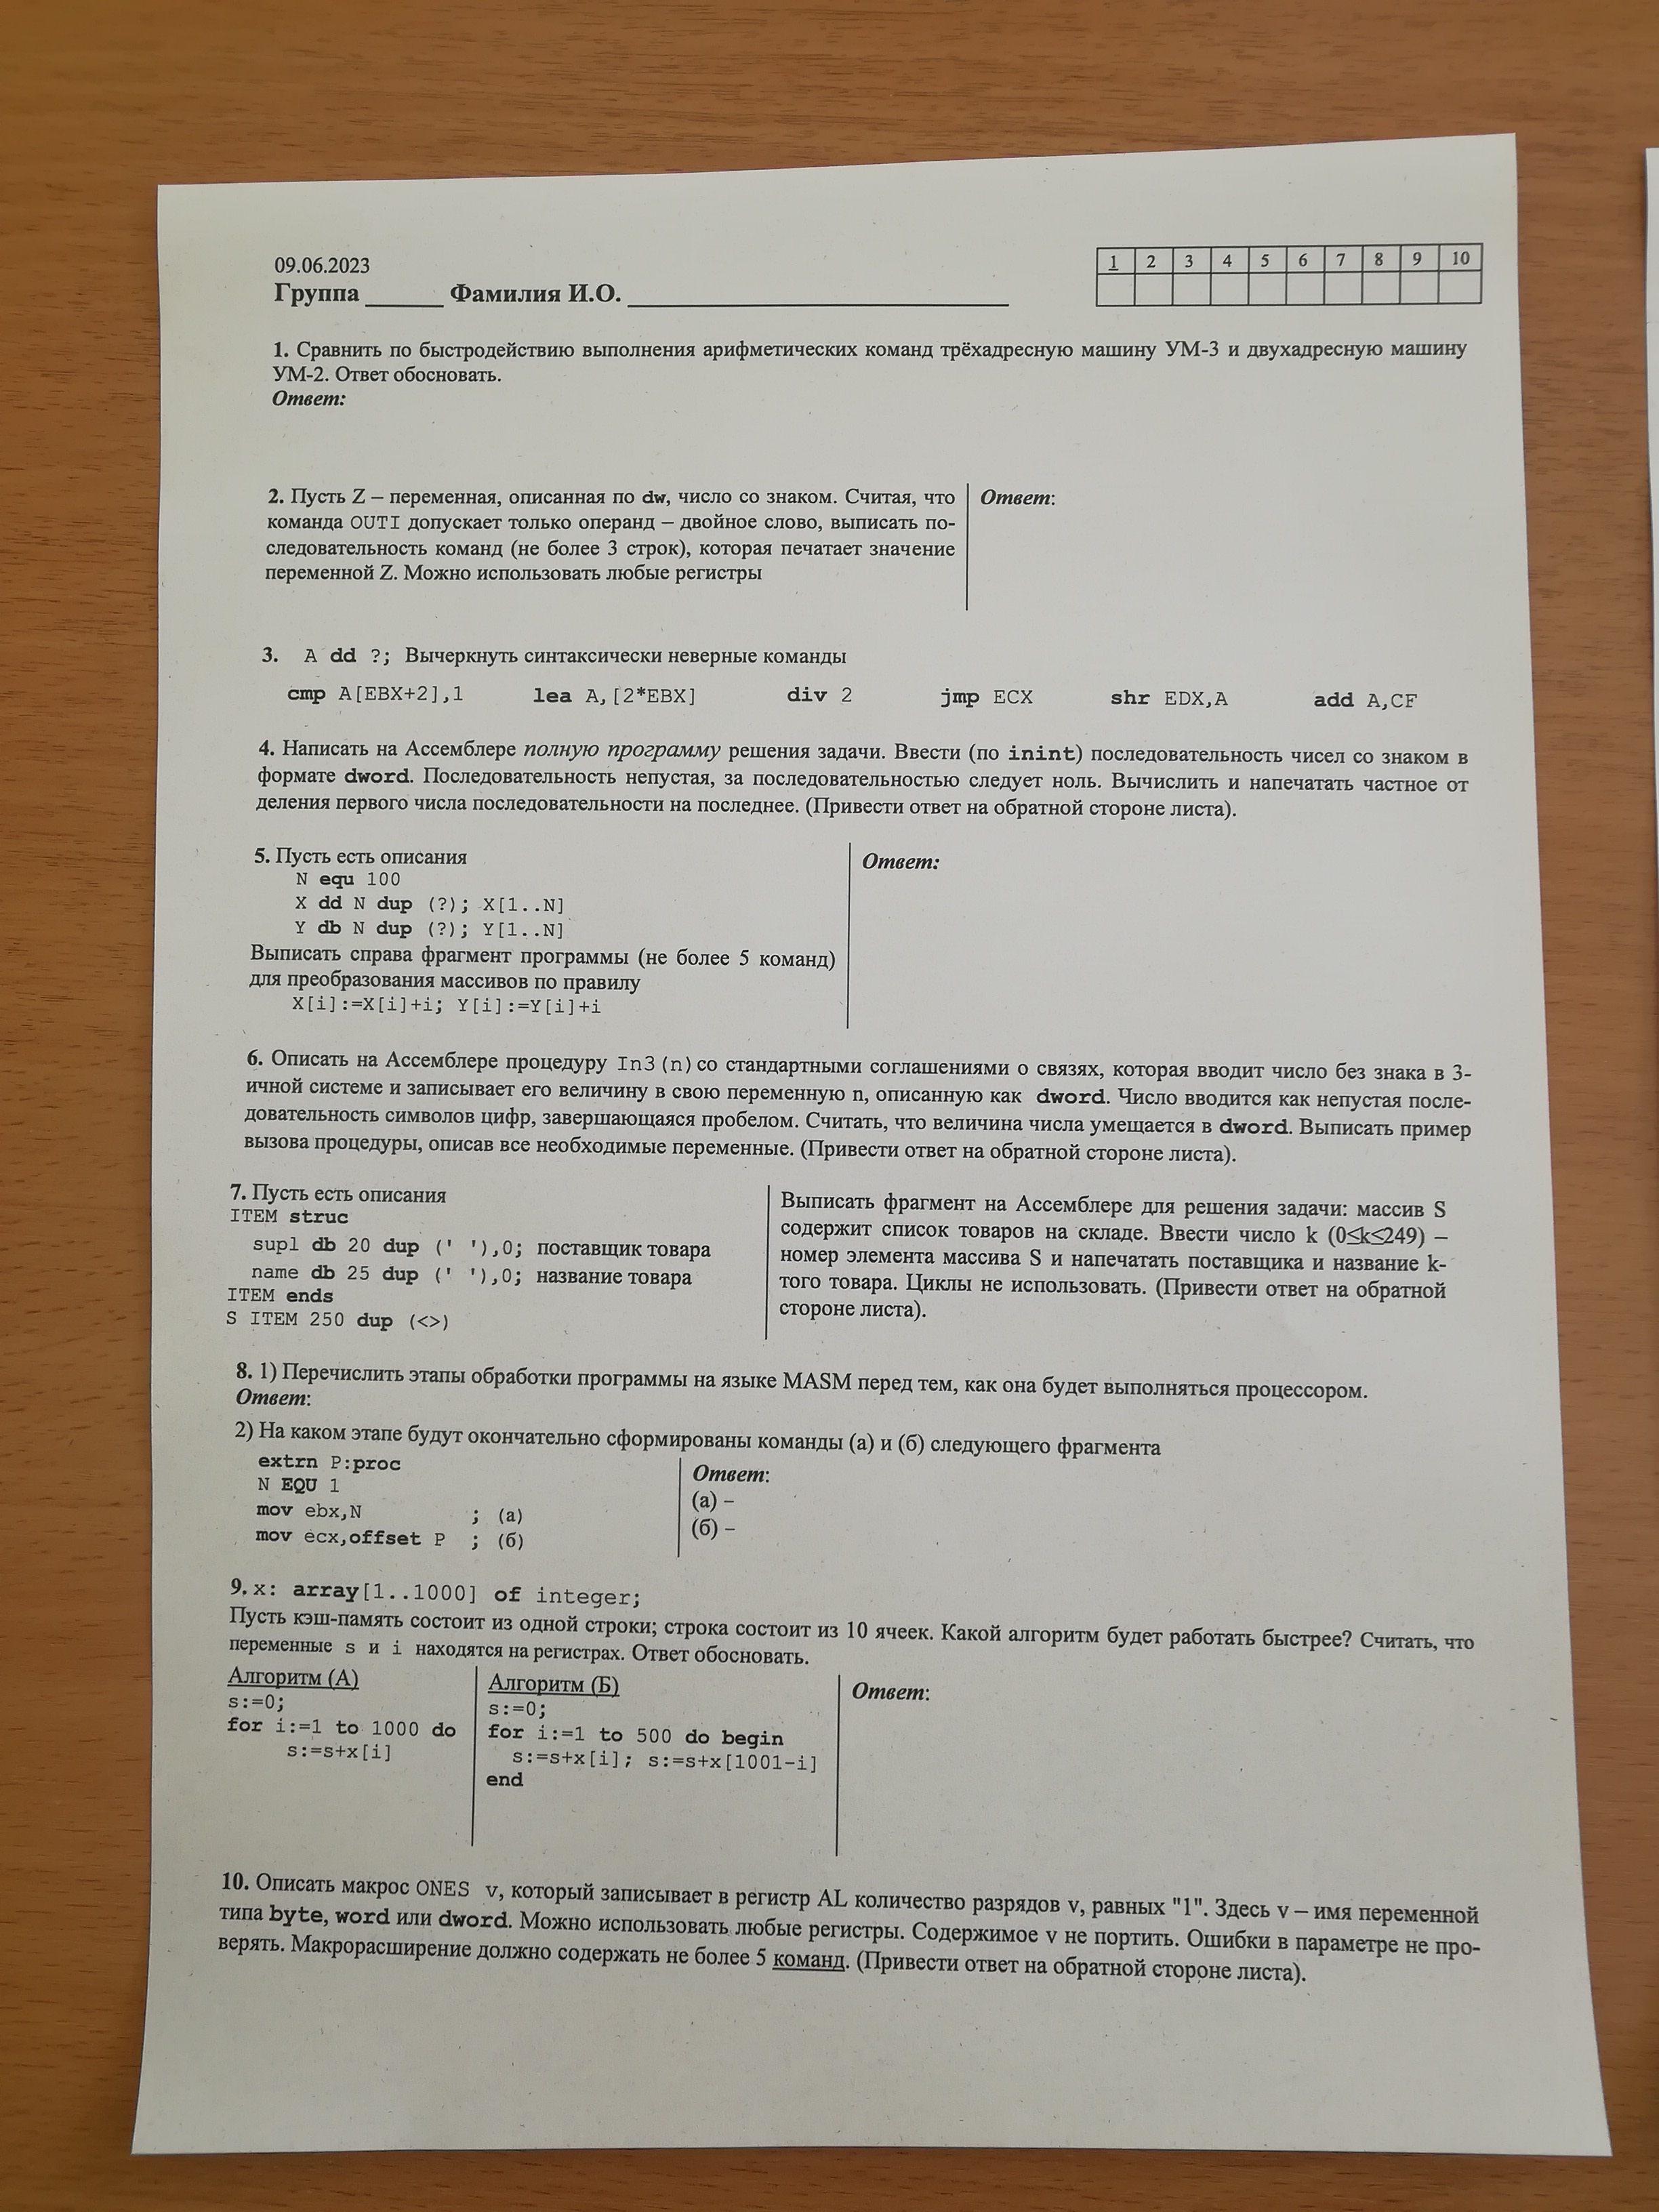 09.06.2023
Группа ______ Фамилия И.О. ______________________________
1 2 3 4 5 6 7 8 9 10
1. Сравнить по быстродействию выполнения арифметических команд трёхадресную машину УМ-3 и двухадресную машину
УМ-2. Ответ обосновать.
Ответ:
2. Пусть Z – переменная, описанная по dw, число со знаком. Считая, что
команда OUTI допускает только операнд – двойное слово, выписать по-
следовательность команд (не более 3 строк), которая печатает значение
переменной Z. Можно использовать любые регистры
Ответ:
3. A dd ?; Вычеркнуть синтаксически неверные команды
cmp A[EBX+2],1 lea A,[2*EBX] div 2 jmp ECX shr EDX,A add A,CF
4. Написать на Ассемблере полную программу решения задачи. Ввести (по inint) последовательность чисел со знаком в
формате dword. Последовательность непустая, за последовательностью следует ноль. Вычислить и напечатать частное от
деления первого числа последовательности на последнее. (Привести ответ на обратной стороне листа).
5. Пусть есть описания
N equ 100
X dd N dup (?); X[1..N]
Y db N dup (?); Y[1..N]
Выписать справа фрагмент программы (не более 5 команд)
для преобразования массивов по правилу
X[i]:=X[i]+i; Y[i]:=Y[i]+i
Ответ:
6. Описать на Ассемблере процедуру In3(n) со стандартными соглашениями о связях, которая вводит число без знака в 3-
ичной системе и записывает его величину в свою переменную n, описанную как dword. Число вводится как непустая после-
довательность символов цифр, завершающаяся пробелом. Считать, что величина числа умещается в dword. Выписать пример
вызова процедуры, описав все необходимые переменные. (Привести ответ на обратной стороне листа).
7. Пусть есть описания
ITEM struc
supl db 20 dup (' '),0; поставщик товара
name db 25 dup (' '),0; название товара
ITEM ends
S ITEM 250 dup (<>)
Выписать фрагмент на Ассемблере для решения задачи: массив S
содержит список товаров на складе. Ввести число k (0≤k≤249) –
номер элемента массива S и напечатать поставщика и название k-
того товара. Циклы не использовать. (Привести ответ на обратной
стороне листа).
8. 1) Перечислить этапы обработки программы на языке MASM перед тем, как она будет выполняться процессором.
Ответ:
2) На каком этапе будут окончательно сформированы команды (а) и (б) следующего фрагмента
extrn P:proc
N EQU 1
mov ebx,N ; (а)
mov ecx,offset P ; (б)
Ответ:
(а) –
(б) –
9. x: array[1..1000] of integer;
Пусть кэш-память состоит из одной строки; строка состоит из 10 ячеек. Какой алгоритм будет работать быстрее? Считать, что
переменные s и i находятся на регистрах. Ответ обосновать.
Алгоритм (А)
s:=0;
for i:=1 to 1000 do
s:=s+x[i]
Алгоритм (Б)
s:=0;
for i:=1 to 500 do begin
s:=s+x[i]; s:=s+x[1001-i]
end
Ответ:
10. Описать макрос ONES v, который записывает в регистр AL количество разрядов v, равных "1". Здесь v – имя переменной
типа byte, word или dword. Можно использовать любые регистры. Содержимое v не портить. Ошибки в параметре не про-
верять. Макрорасширение должно содержать не более 5 команд. (Привести ответ на обратной стороне листа).